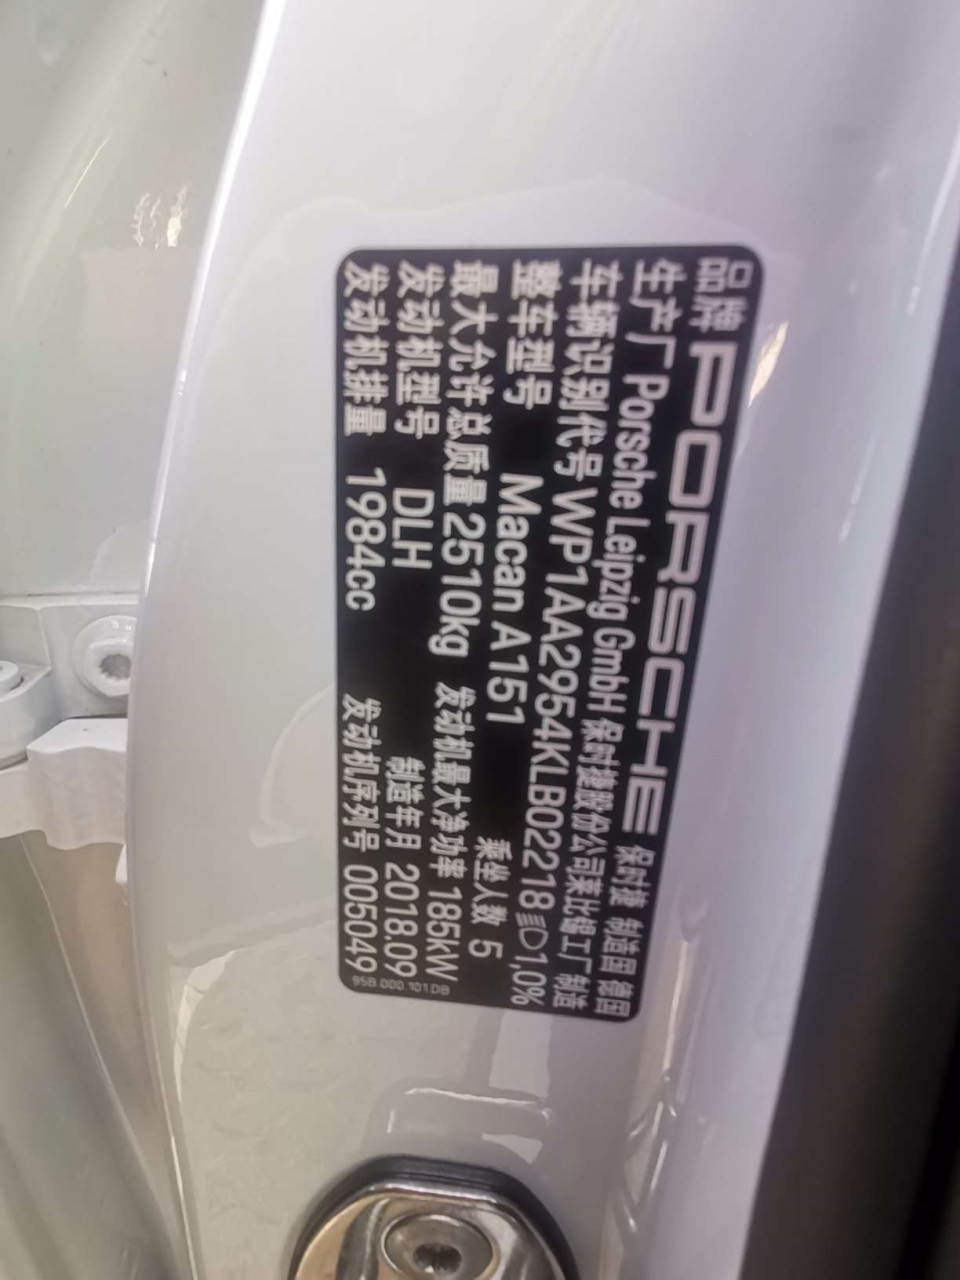 品牌 PORSCHE 保时捷 制造国 德国
生产厂 Porsche Leipzig GmbH 保时捷股份公司莱比锡工厂制造
车辆识别代号 WP1AA2954KLB02218 1,0%
整车型号 Macan A151 乘坐人数 5
最大允许总质量 2510kg 发动机最大净功率 185kW
发动机型号 DLH 制造年月 2018.09
发动机排量 1984cc 发动机序列号 005049
95B 000 101 DB